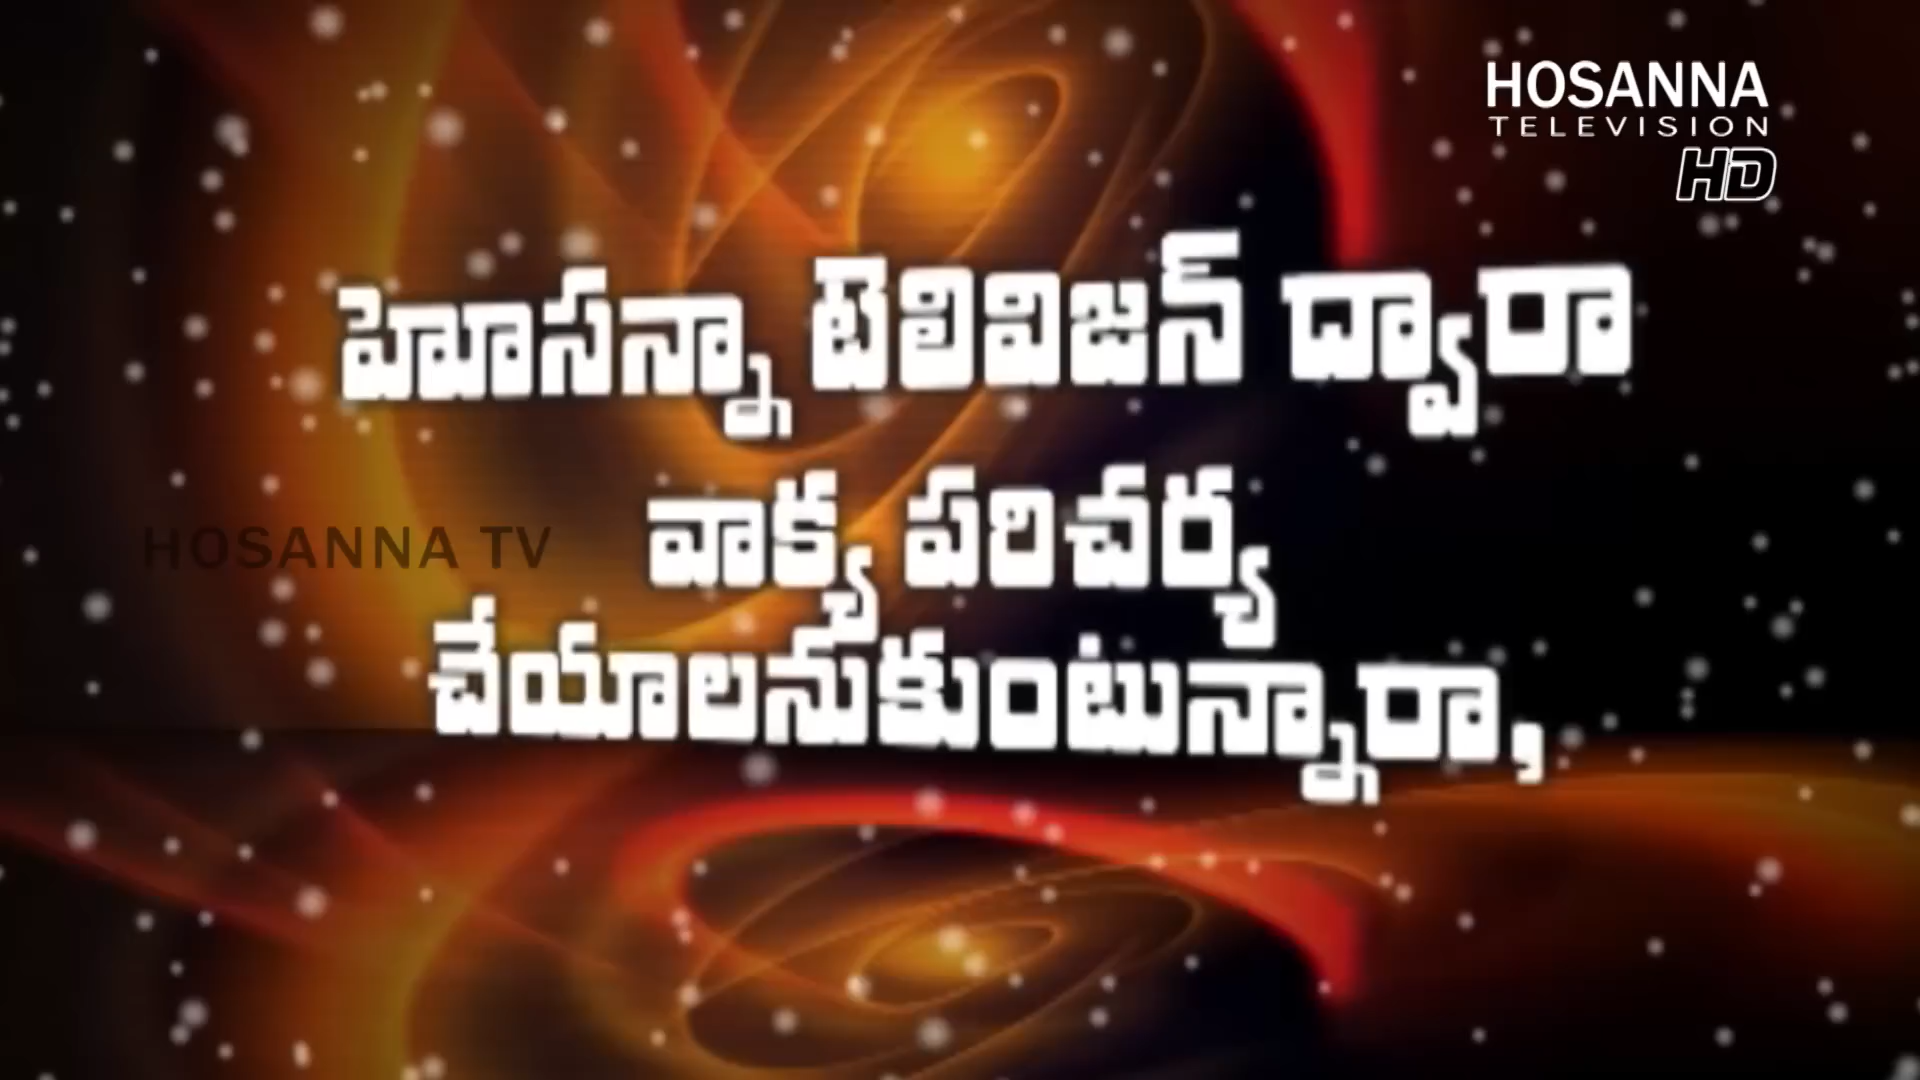 HOSANNA
TELEVISION
HD
హోసన్నా టెలివిజన్ ద్వారా
వాక్య పరిచర్య
HOSANNA TV
చేయాలనుకుంటున్నారా,